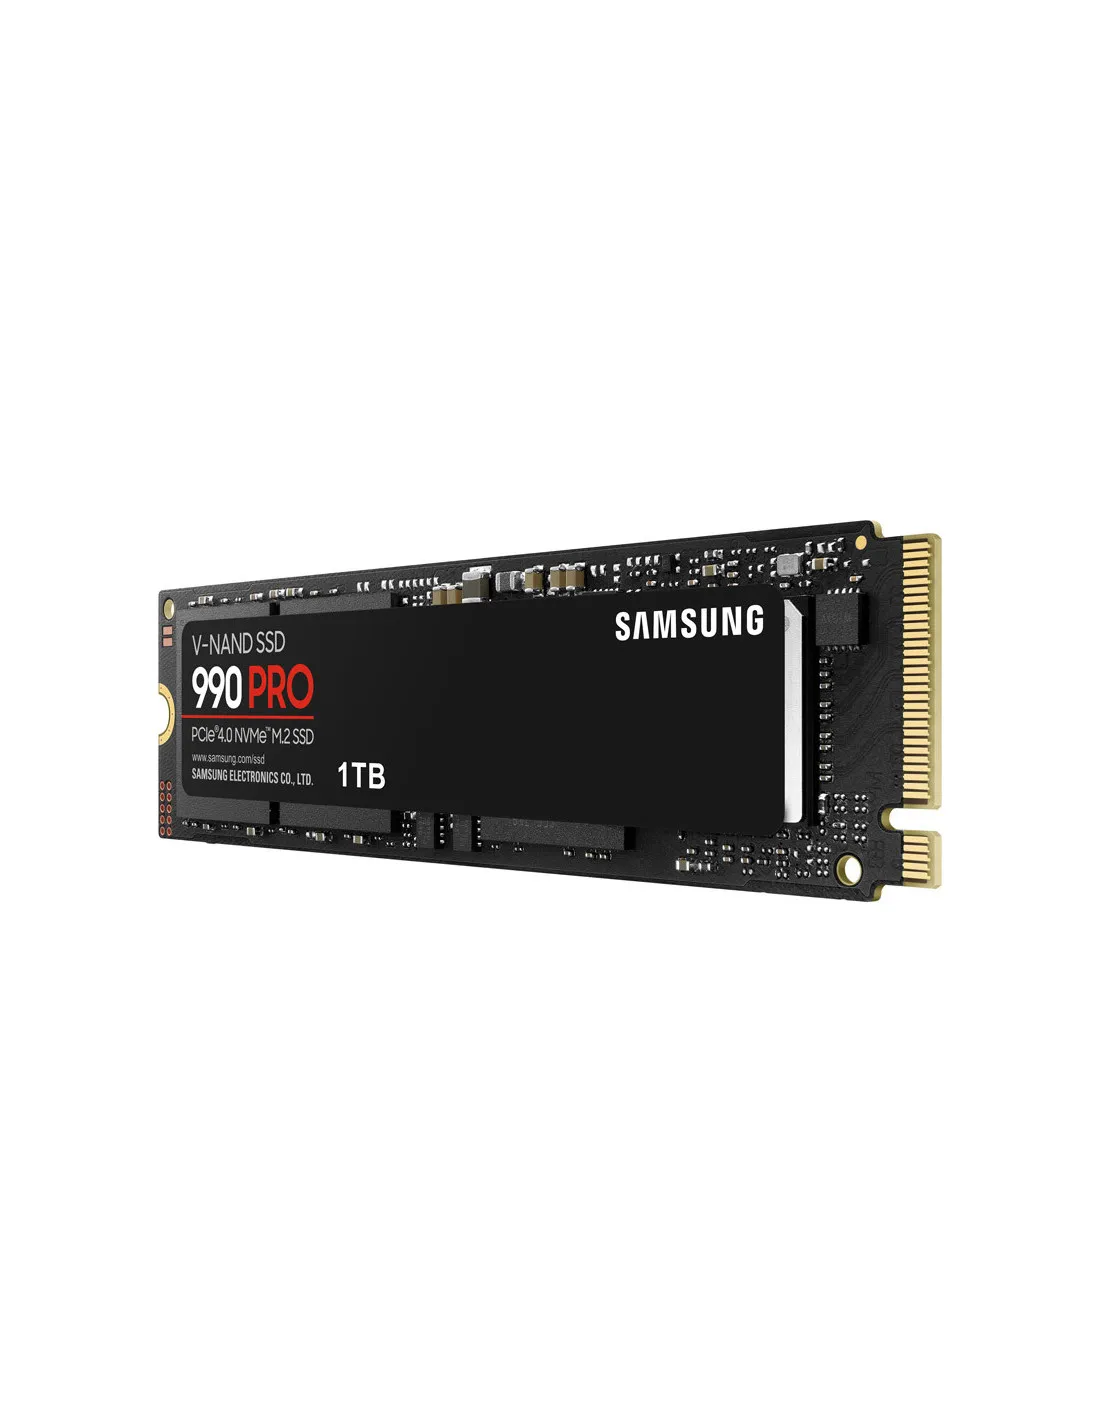 SAMSUNG
V-NAND SSD
990 PRO
PCIe®4.0 NVMe™ M.2 SSD
www.samsung.com/ssd
SAMSUNG ELECTRONICS CO., LTD.
1TB